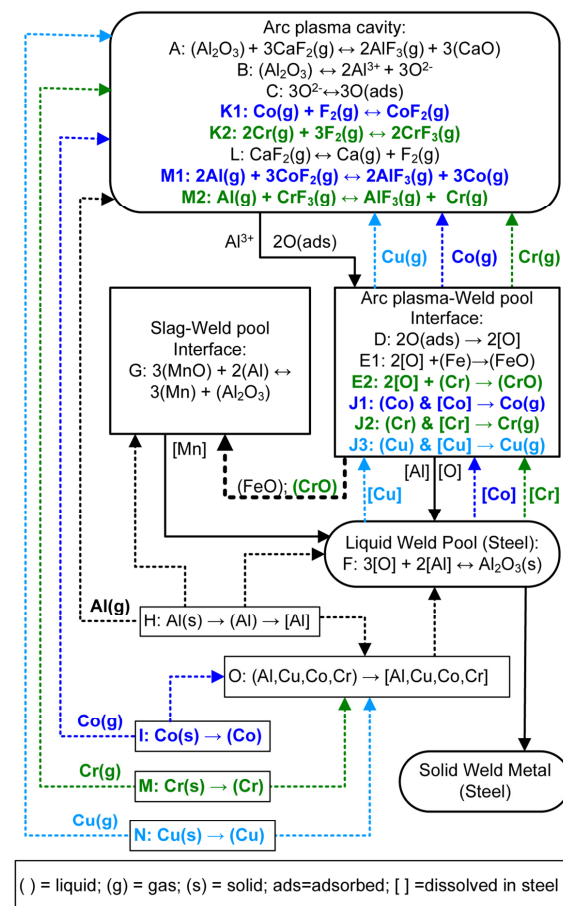 Arc plasma cavity:
A: (Al₂O₃) + 3CaF₂(g) ↔ 2AlF₃(g) + 3(CaO)
B: (Al₂O₃) ↔ 2Al³⁺ + 3O²⁻
C: 3O²⁻↔3O(ads)
K1: Co(g) + F₂(g) ↔ CoF₂(g)
K2: 2Cr(g) + 3F₂(g) ↔ 2CrF₃(g)
L: CaF₂(g) ↔ Ca(g) + F₂(g)
M1: 2Al(g) + 3CoF₂(g) ↔ 2AlF₃(g) + 3Co(g)
M2: Al(g) + CrF₃(g) ↔ AlF₃(g) + Cr(g)
Al³⁺ 2O(ads)
Cu(g) Co(g) Cr(g)
Slag-Weld pool
Interface:
G: 3(MnO) + 2(Al) ↔
3(Mn) + (Al₂O₃)
Arc plasma-Weld pool
Interface:
D: 2O(ads) → 2[O]
E1: 2[O] +(Fe)→(FeO)
E2: 2[O] + (Cr) → (CrO)
J1: (Co) & [Co] → Co(g)
J2: (Cr) & [Cr] → Cr(g)
J3: (Cu) & [Cu] → Cu(g)
[Mn]
(FeO); (CrO)
[Al] [O]
[Cu] [Co] [Cr]
Liquid Weld Pool (Steel):
F: 3[O] + 2[Al] ↔ Al₂O₃(s)
Al(g)
H: Al(s) → (Al) → [Al]
O: (Al,Cu,Co,Cr) → [Al,Cu,Co,Cr]
Co(g)
I: Co(s) → (Co)
Cr(g)
M: Cr(s) → (Cr)
Cu(g)
N: Cu(s) → (Cu)
Solid Weld Metal
(Steel)
( ) = liquid; (g) = gas; (s) = solid; ads=adsorbed; [ ] =dissolved in steel